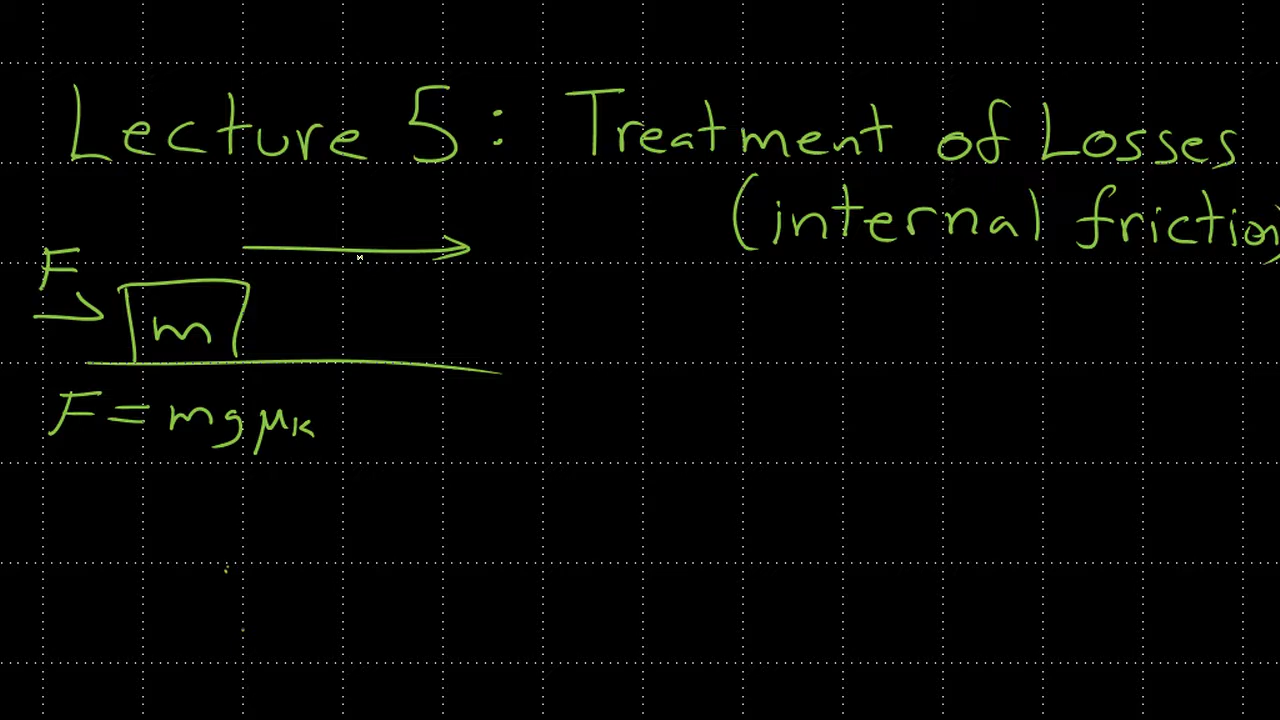 Lecture 5: Treatment of Losses
(internal friction)
F
m
F = mgμk